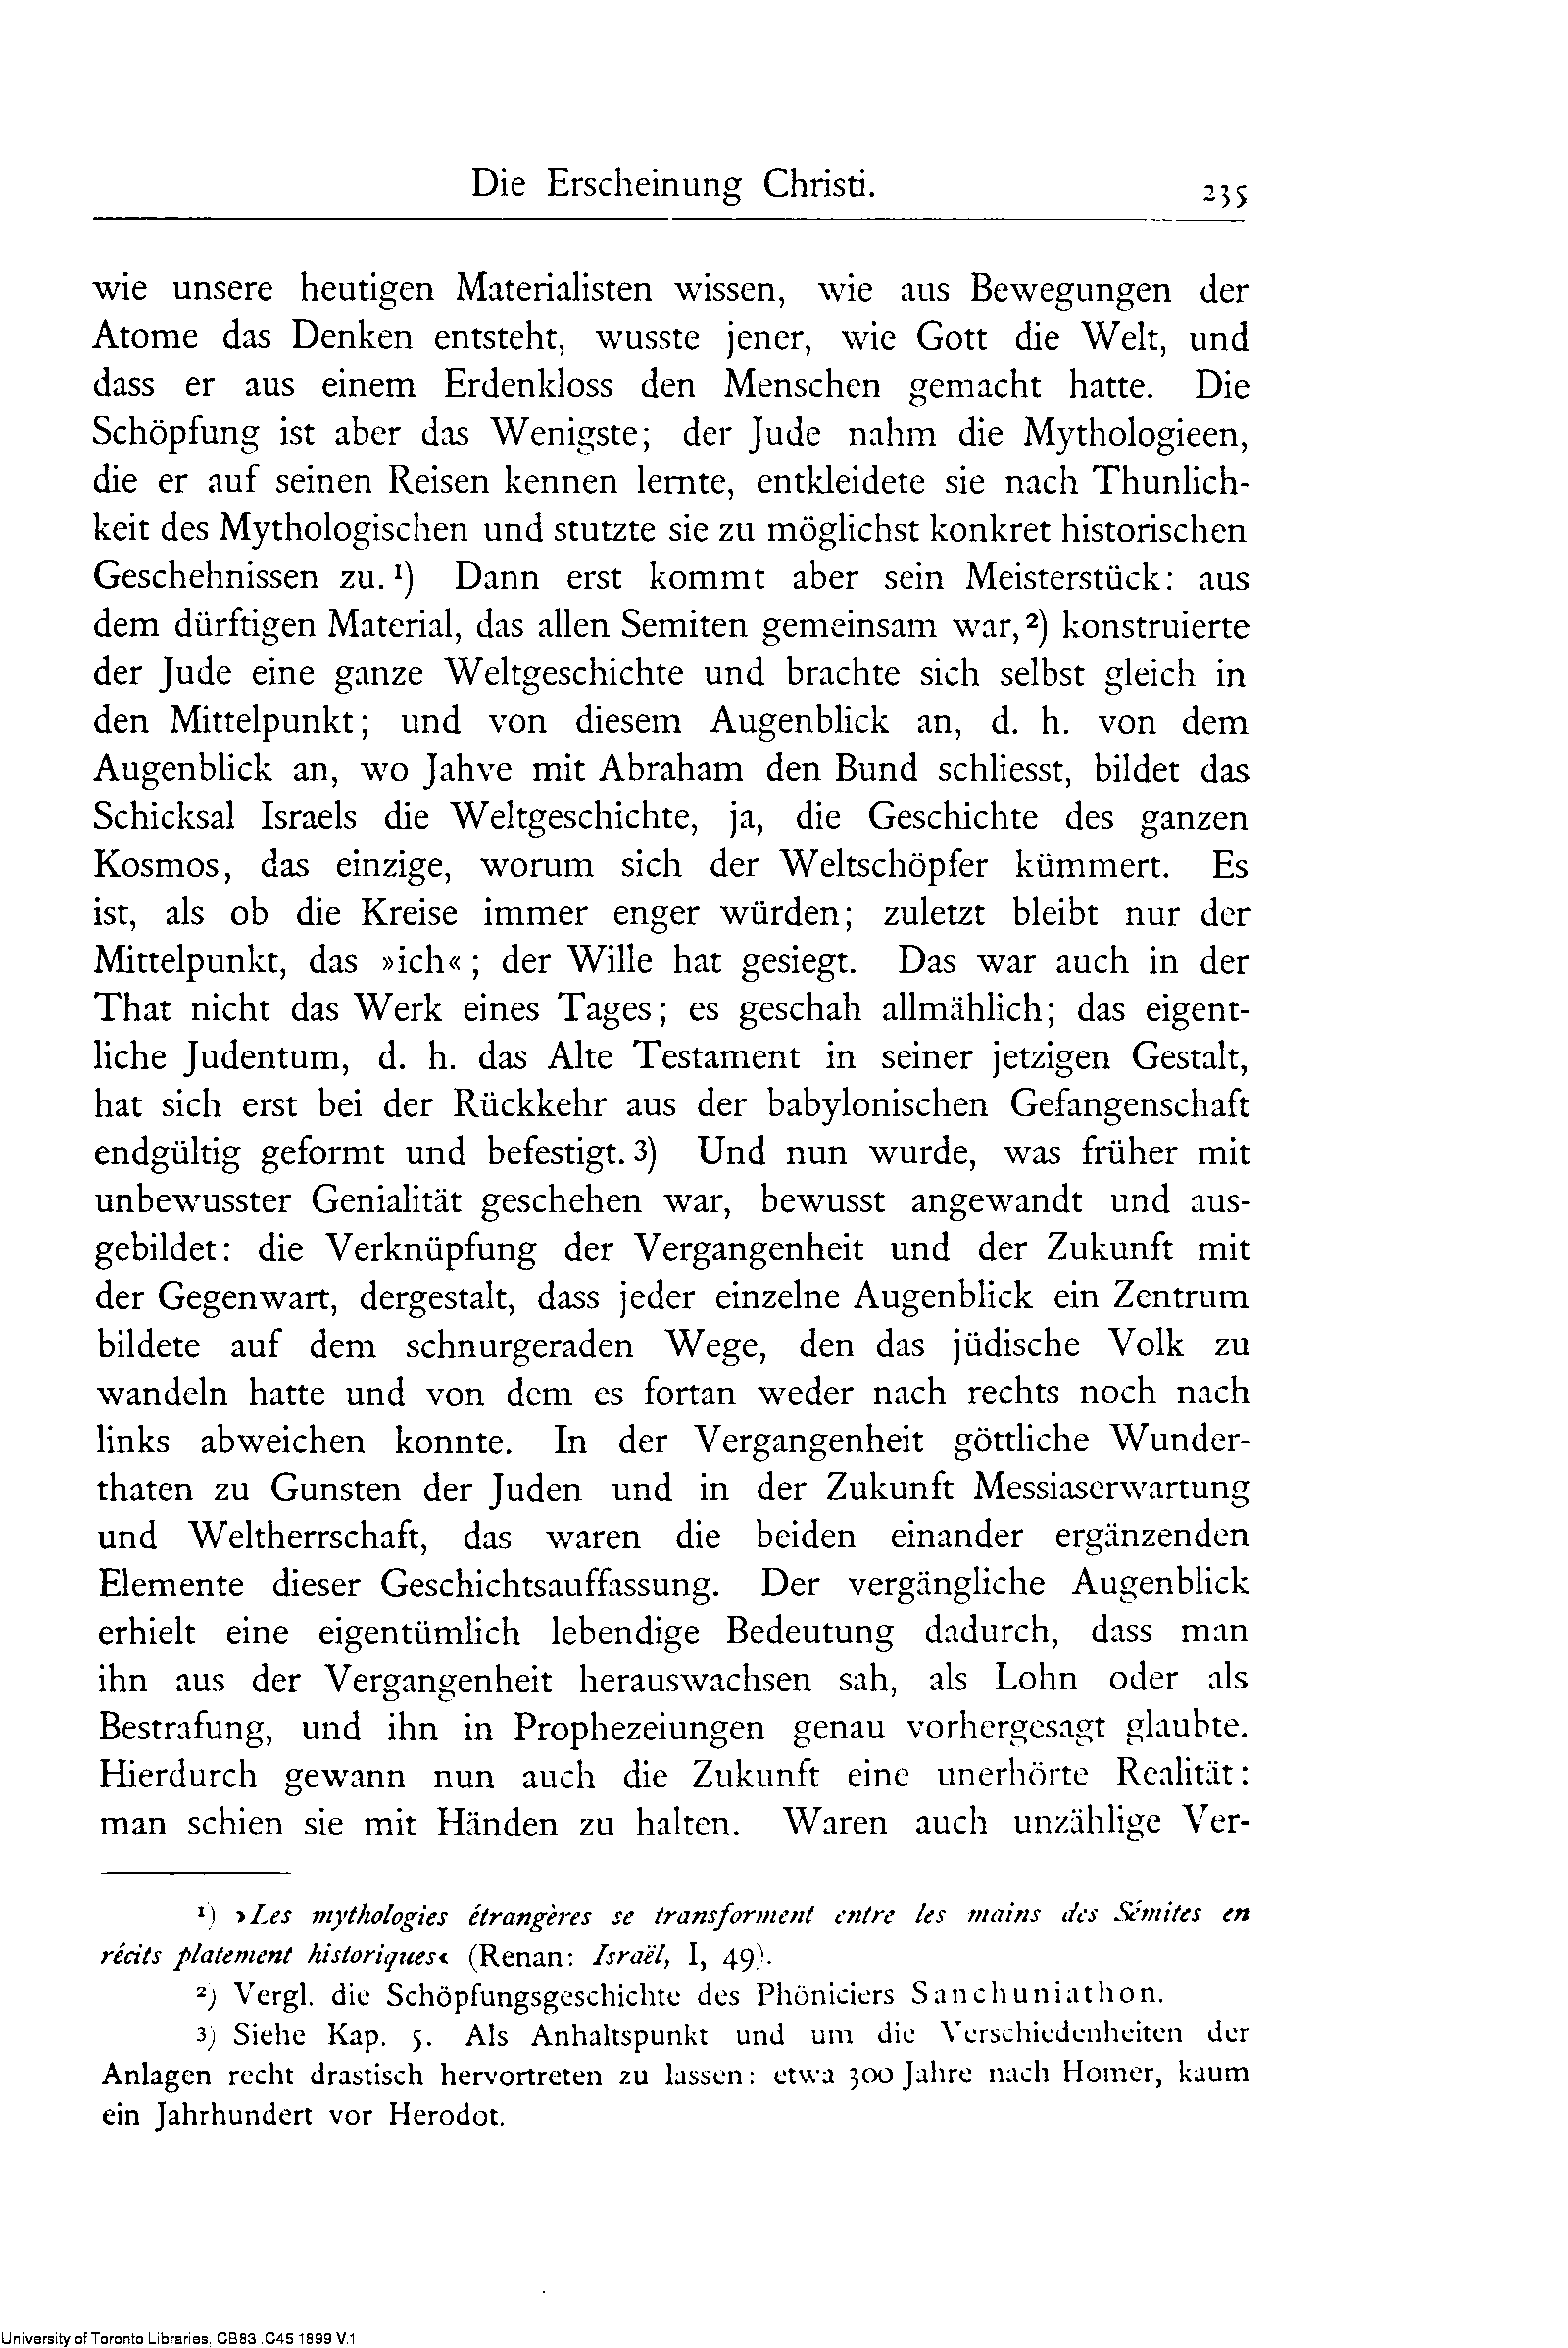 Die Erscheinung Christi. 235
wie unsere heutigen Materialisten wissen, wie aus Bewegungen der
Atome das Denken entsteht, wusste jener, wie Gott die Welt, und
dass er aus einem Erdenkloss den Menschen gemacht hatte. Die
Schöpfung ist aber das Wenigste; der Jude nahm die Mythologieen,
die er auf seinen Reisen kennen lernte, entkleidete sie nach Thunlich-
keit des Mythologischen und stutzte sie zu möglichst konkret historischen
Geschehnissen zu.¹) Dann erst kommt aber sein Meisterstück: aus
dem dürftigen Material, das allen Semiten gemeinsam war,²) konstruierte
der Jude eine ganze Weltgeschichte und brachte sich selbst gleich in
den Mittelpunkt; und von diesem Augenblick an, d. h. von dem
Augenblick an, wo Jahve mit Abraham den Bund schliesst, bildet das
Schicksal Israels die Weltgeschichte, ja, die Geschichte des ganzen
Kosmos, das einzige, worum sich der Weltschöpfer kümmert. Es
ist, als ob die Kreise immer enger würden; zuletzt bleibt nur der
Mittelpunkt, das »ich«; der Wille hat gesiegt. Das war auch in der
That nicht das Werk eines Tages; es geschah allmählich; das eigent-
liche Judentum, d. h. das Alte Testament in seiner jetzigen Gestalt,
hat sich erst bei der Rückkehr aus der babylonischen Gefangenschaft
endgültig geformt und befestigt.3) Und nun wurde, was früher mit
unbewusster Genialität geschehen war, bewusst angewandt und aus-
gebildet: die Verknüpfung der Vergangenheit und der Zukunft mit
der Gegenwart, dergestalt, dass jeder einzelne Augenblick ein Zentrum
bildete auf dem schnurgeraden Wege, den das jüdische Volk zu
wandeln hatte und von dem es fortan weder nach rechts noch nach
links abweichen konnte. In der Vergangenheit göttliche Wunder-
thaten zu Gunsten der Juden und in der Zukunft Messiaserwartung
und Weltherrschaft, das waren die beiden einander ergänzenden
Elemente dieser Geschichtsauffassung. Der vergängliche Augenblick
erhielt eine eigentümlich lebendige Bedeutung dadurch, dass man
ihn aus der Vergangenheit herauswachsen sah, als Lohn oder als
Bestrafung, und ihn in Prophezeiungen genau vorhergesagt glaubte.
Hierdurch gewann nun auch die Zukunft eine unerhörte Realität:
man schien sie mit Händen zu halten. Waren auch unzählige Ver-
¹) »Les mythologies étrangères se transforment entre les mains des Sémites en
récits platement historiques« (Renan: Israël, I, 49).
²) Vergl. die Schöpfungsgeschichte des Phöniciers Sanchuniathon.
3) Siehe Kap. 5. Als Anhaltspunkt und um die Verschiedenheiten der
Anlagen recht drastisch hervortreten zu lassen: etwa 300 Jahre nach Homer, kaum
ein Jahrhundert vor Herodot.
University of Toronto Libraries, CB83 .C45 1899 V.1